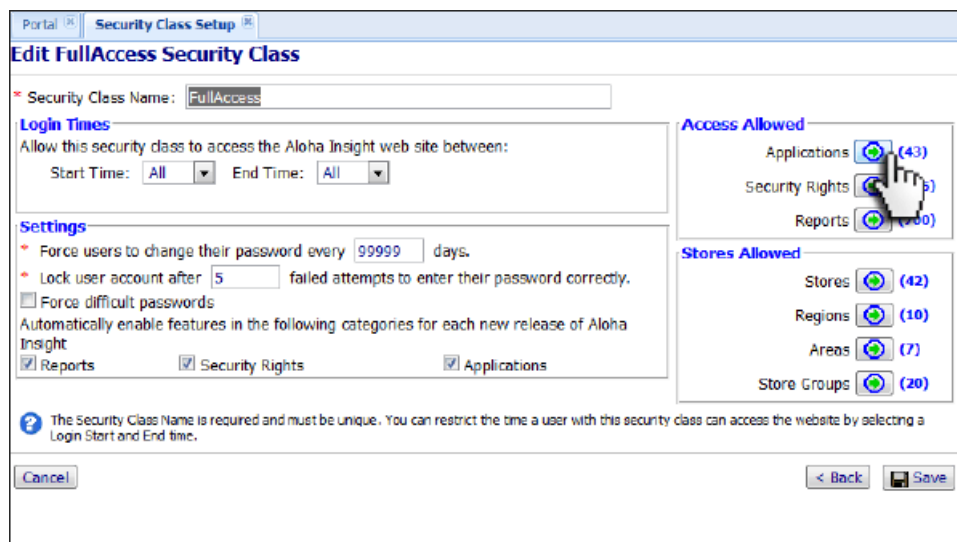 Portal
Security Class Setup
Edit FullAccess Security Class
* Security Class Name: FullAccess
Login Times
Allow this security class to access the Aloha Insight web site between:
Start Time: All End Time: All
Settings
* Force users to change their password every 99999 days.
* Lock user account after 5 failed attempts to enter their password correctly.
Force difficult passwords
Automatically enable features in the following categories for each new release of Aloha
Insight
Reports Security Rights Applications
Access Allowed
Applications (43)
Security Rights
Reports
Stores Allowed
Stores (42)
Regions (10)
Areas (7)
Store Groups (20)
The Security Class Name is required and must be unique. You can restrict the time a user with this security class can access the website by selecting a
Login Start and End time.
Cancel
< Back
Save